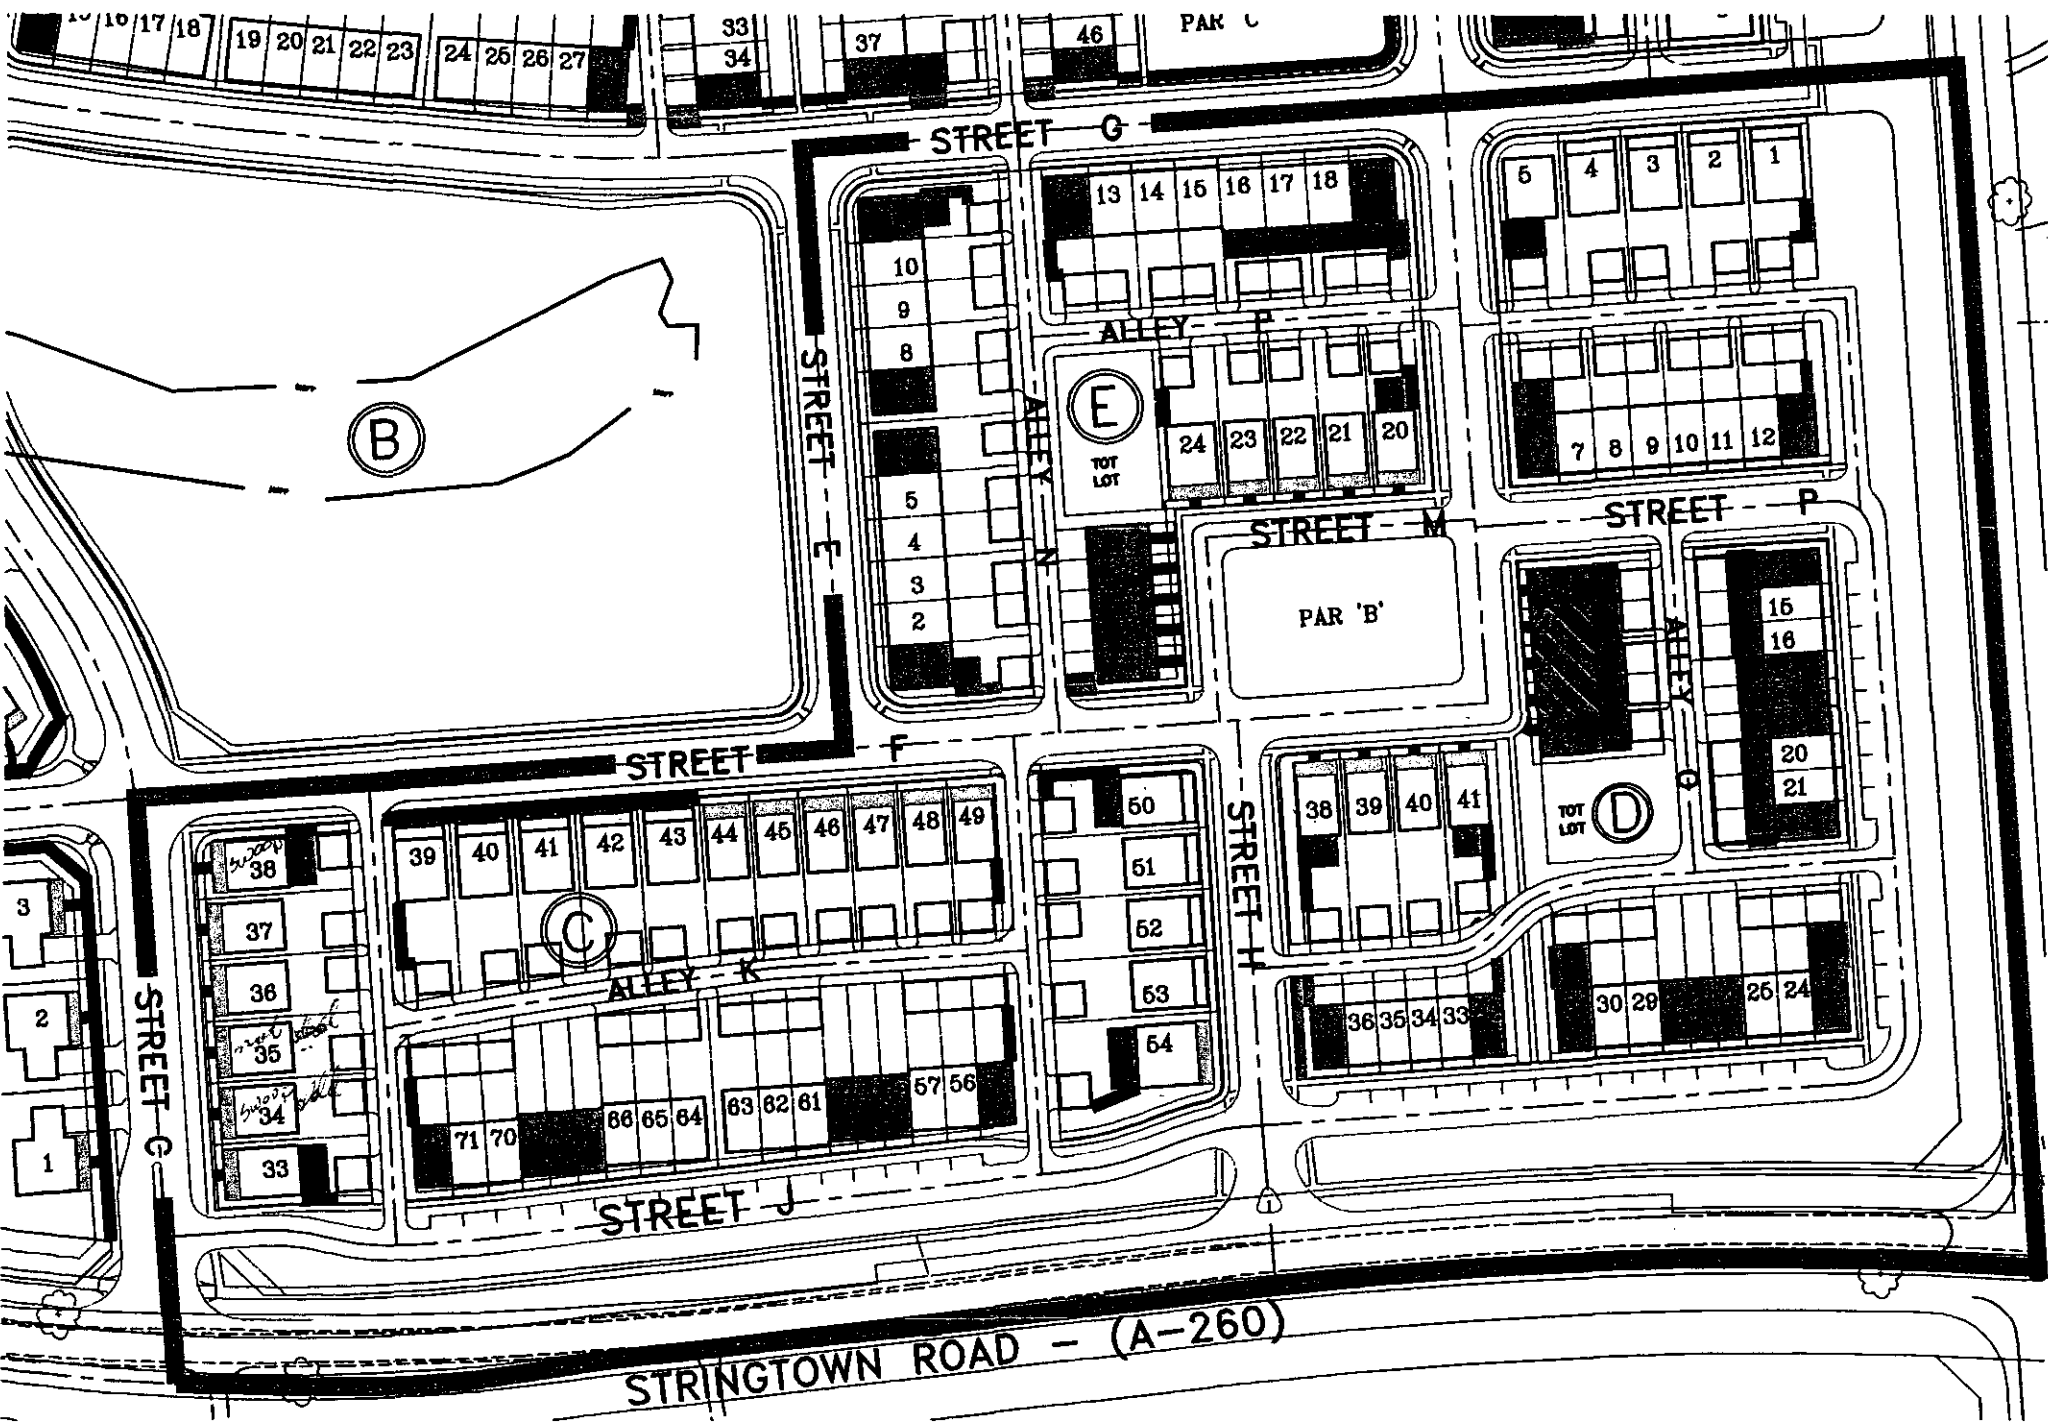 16 17 18
19 20 21 22 23
24 25 26 27
33
34
37
46
PAR 'C'
STREET G
13 14 15 16 17 18
5 4 3 2 1
10
9
8
ALLEY
B
STREET E
ALLEY N
E
TOT
LOT
24 23 22 21 20
7 8 9 10 11 12
5
4
3
2
STREET M
STREET P
PAR 'B'
15
16
ALLEY O
20
21
STREET F
38 39 40 41
TOT
LOT
D
50
51
52
53
54
STREET H
39 40 41 42 43 44 45 46 47 48 49
swoop
38
37
36
35
34
33
sold
C
ALLEY K
3
2
1
STREET G
71 70 66 65 64 63 62 61 57 56
36 35 34 33
30 29 25 24
STREET J
STRINGTOWN ROAD - (A-260)